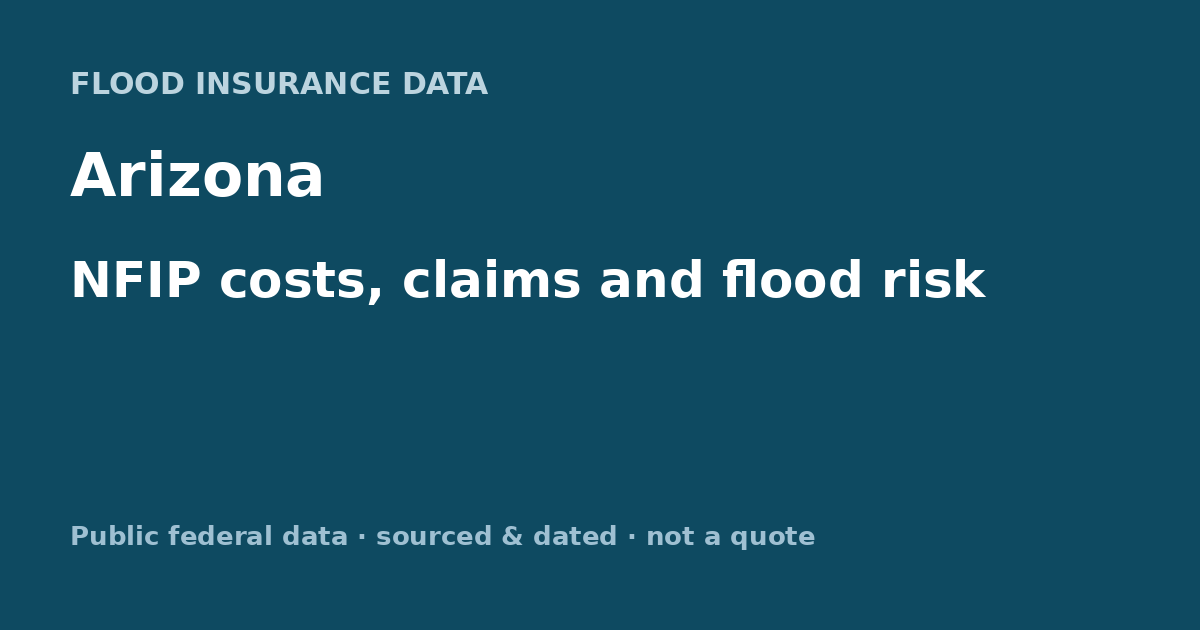 FLOOD INSURANCE DATA
Arizona
NFIP costs, claims and flood risk
Public federal data · sourced & dated · not a quote